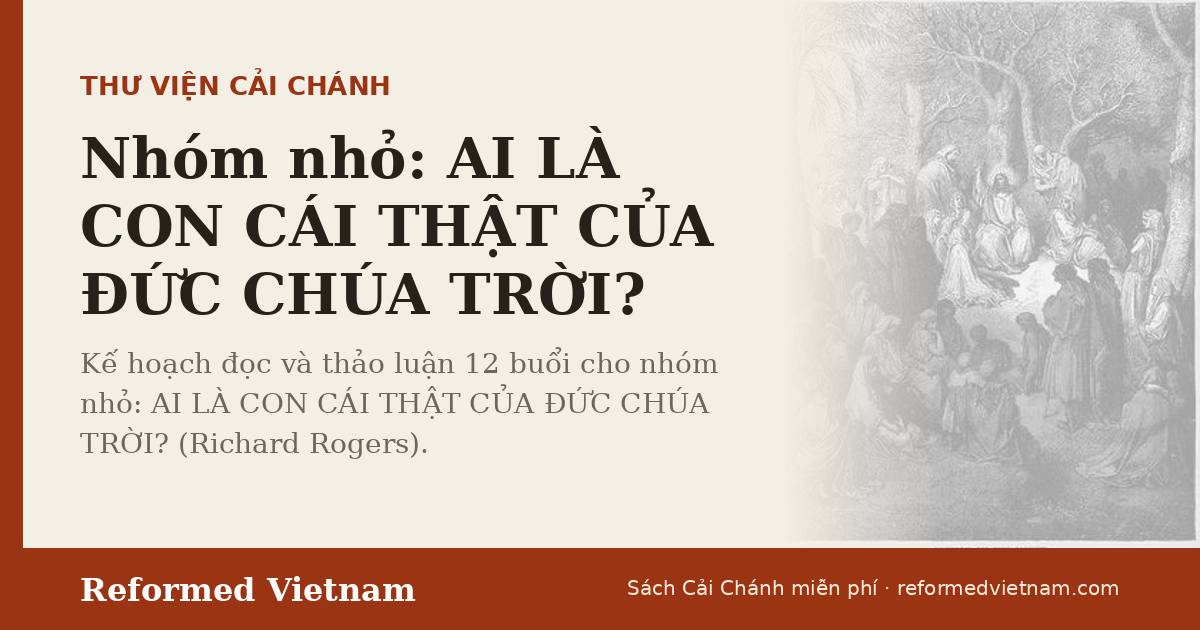 THƯ VIỆN CẢI CHÁNH
Nhóm nhỏ: AI LÀ
CON CÁI THẬT CỦA
ĐỨC CHÚA TRỜI?
Kế hoạch đọc và thảo luận 12 buổi cho nhóm
nhỏ: AI LÀ CON CÁI THẬT CỦA ĐỨC CHÚA
TRỜI? (Richard Rogers).
Reformed Vietnam
Sách Cải Chánh miễn phí · reformedvietnam.com